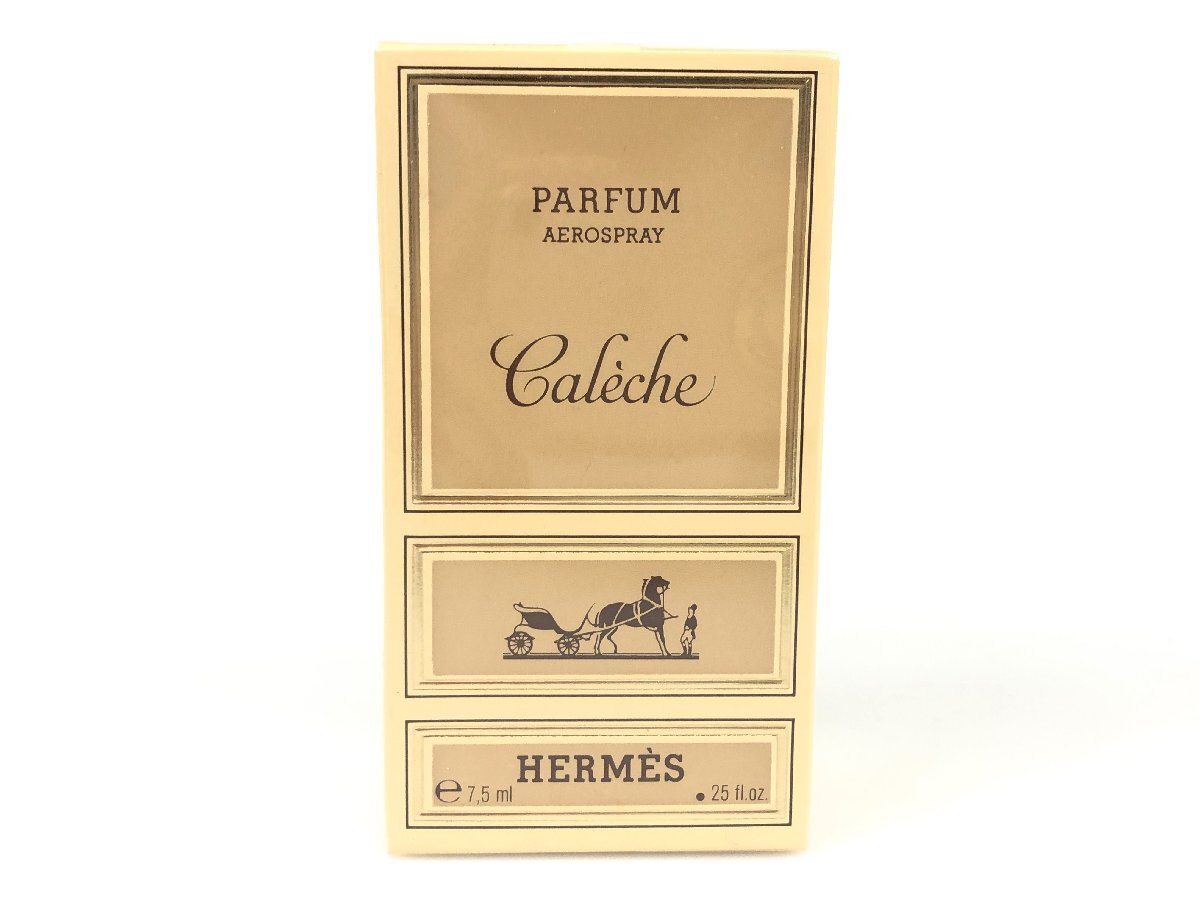 PARFUM
AEROSPRAY
Calèche
HERMÈS
℮ 7,5 ml • 25 fl.oz.